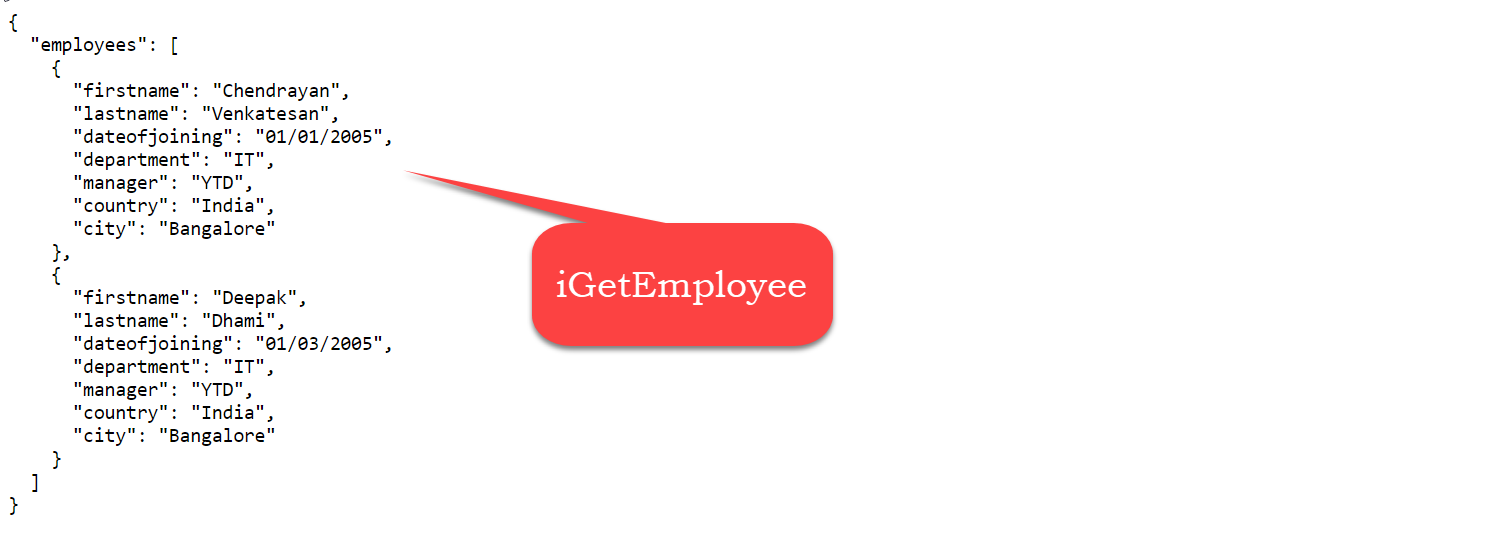 {
  "employees": [
    {
      "firstname": "Chendrayan",
      "lastname": "Venkatesan",
      "dateofjoining": "01/01/2005",
      "department": "IT",
      "manager": "YTD",
      "country": "India",
      "city": "Bangalore"
    },
    {
      "firstname": "Deepak",
      "lastname": "Dhami",
      "dateofjoining": "01/03/2005",
      "department": "IT",
      "manager": "YTD",
      "country": "India",
      "city": "Bangalore"
    }
  ]
}
iGetEmployee